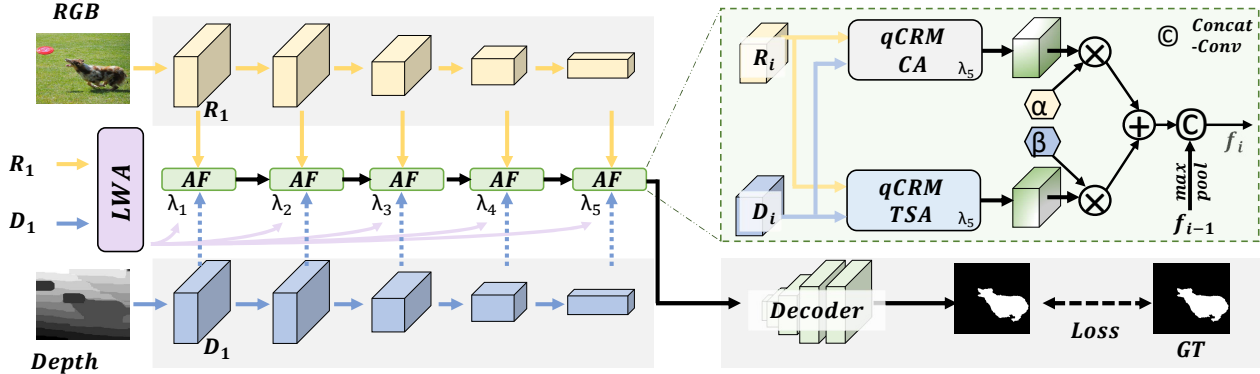 RGB
R1
R1
D1
LWA
AF
AF
AF
AF
AF
λ1
λ2
λ3
λ4
λ5
D1
Depth
Ri
Di
qCRM
CA
λ5
qCRM
TSA
λ5
α
β
© Concat
-Conv
C
fi
max
pool
fi−1
Decoder
Loss
GT